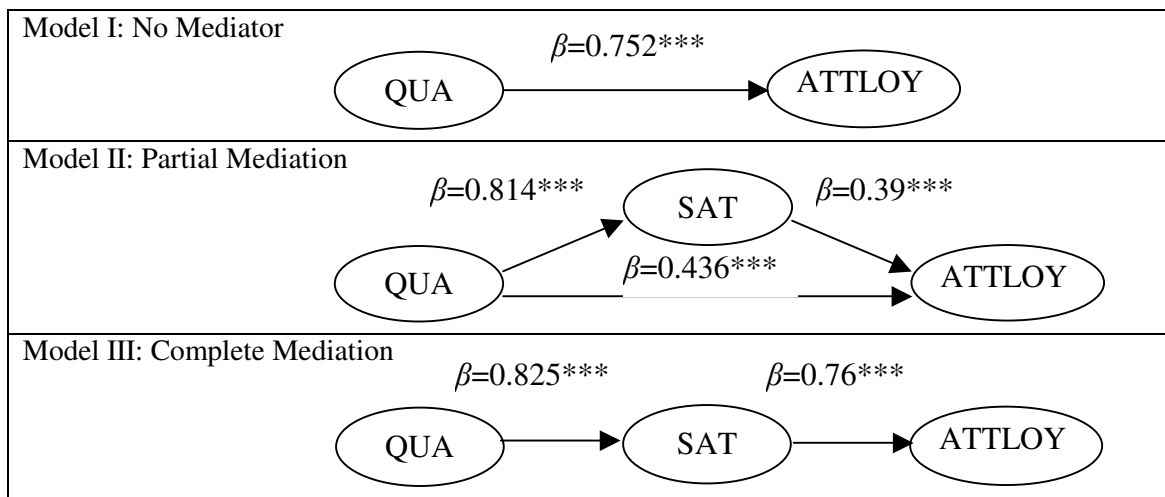 Model I: No Mediator
β=0.752***
QUA
ATTLOY
Model II: Partial Mediation
β=0.814***
SAT
β=0.39***
QUA
β=0.436***
ATTLOY
Model III: Complete Mediation
β=0.825***
β=0.76***
QUA
SAT
ATTLOY